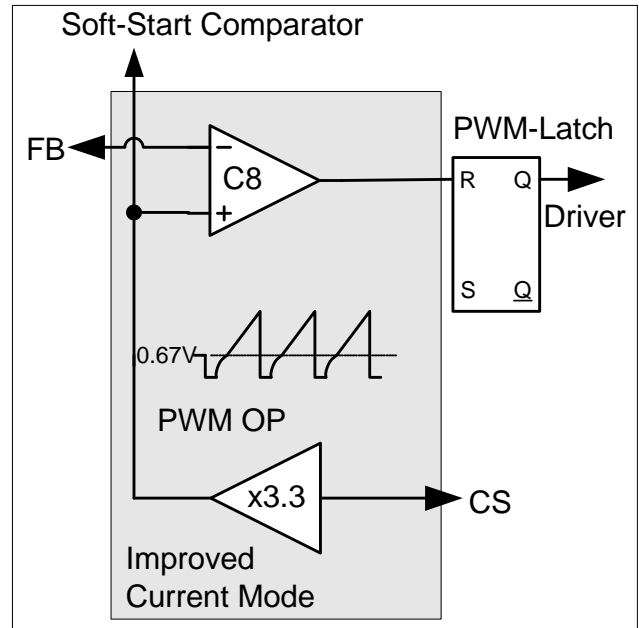 Soft-Start Comparator
FB
−
C8
+
PWM-Latch
R Q
Driver
S Q
0.67V
PWM OP
x3.3
CS
Improved
Current Mode